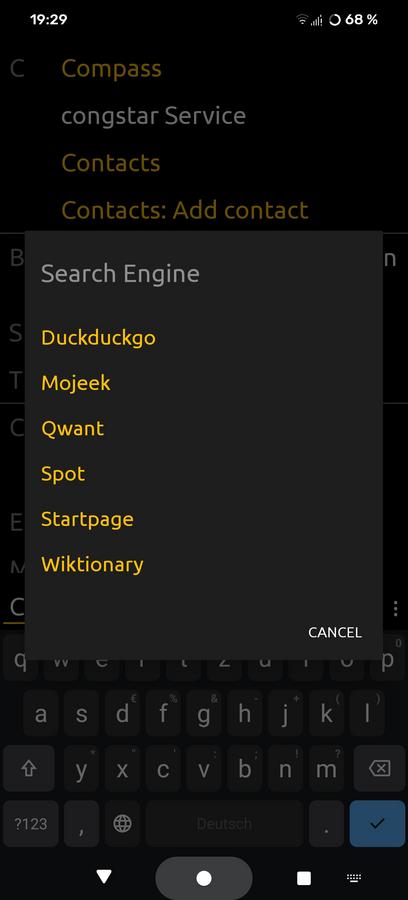 19:29
68 %
C
Compass
congstar Service
Contacts
Contacts: Add contact
B
n
Search Engine
S
Duckduckgo
T
Mojeek
C
Qwant
Spot
E
Startpage
M
Wiktionary
C
CANCEL
q w e r t z u i o p
0
a s d f g h j k l
€ % & - + ( )
y x c v b n m
* " ' : ; ! ?
?123 , Deutsch .